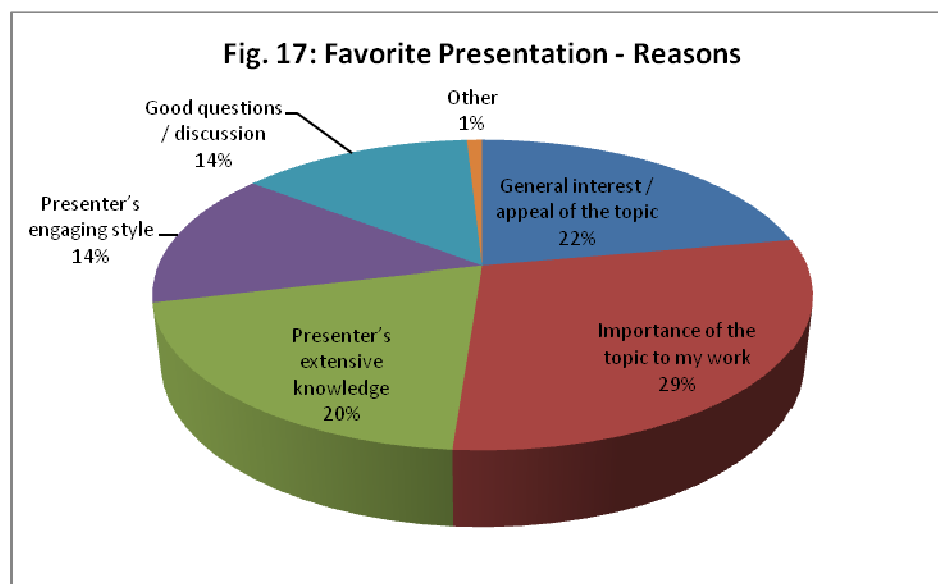 Fig. 17: Favorite Presentation - Reasons
Other
1%
Good questions
/ discussion
14%
General interest /
appeal of the topic
22%
Presenter’s
engaging style
14%
Importance of the
topic to my work
29%
Presenter’s
extensive
knowledge
20%